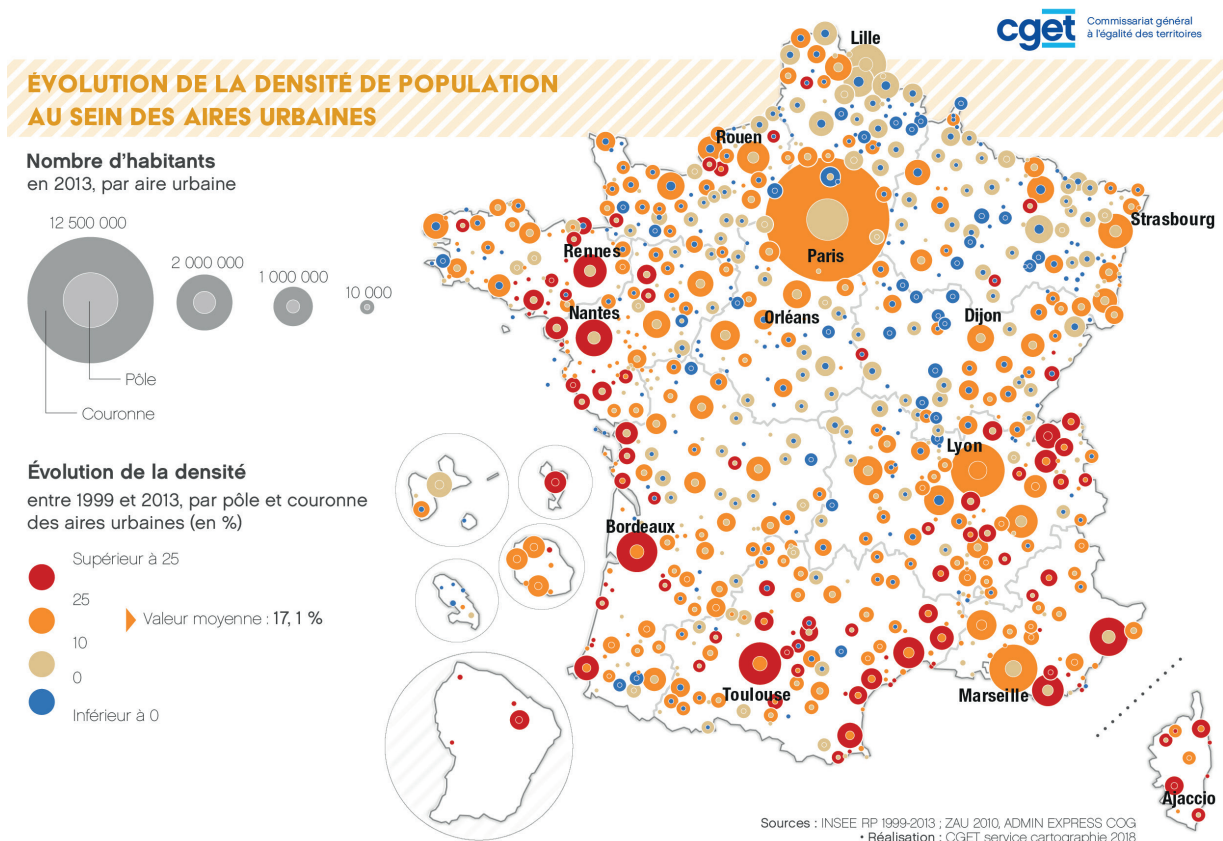 cget
Commissariat général
à l'égalité des territoires
ÉVOLUTION DE LA DENSITÉ DE POPULATION
AU SEIN DES AIRES URBAINES
Nombre d'habitants
en 2013, par aire urbaine
12 500 000
2 000 000
1 000 000
10 000
Pôle
Couronne
Évolution de la densité
entre 1999 et 2013, par pôle et couronne
des aires urbaines (en %)
Supérieur à 25
25
Valeur moyenne : 17, 1 %
10
0
Inférieur à 0
Lille
Rouen
Strasbourg
Paris
Rennes
Nantes
Orléans
Dijon
Lyon
Bordeaux
Toulouse
Marseille
Ajaccio
Sources : INSEE RP 1999-2013 ; ZAU 2010, ADMIN EXPRESS COG
• Réalisation : CGET service cartographie 2018